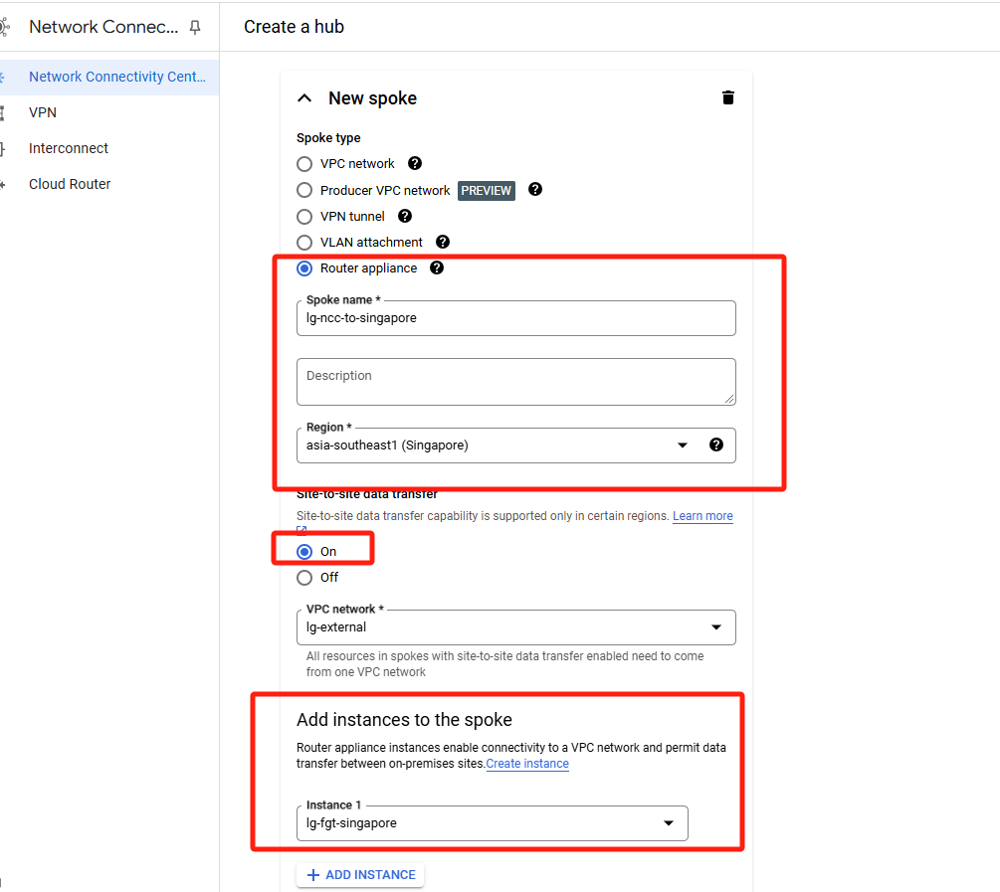 Network Connec...
Create a hub
Network Connectivity Cent...
VPN
Interconnect
Cloud Router
New spoke
Spoke type
VPC network
Producer VPC network PREVIEW
VPN tunnel
VLAN attachment
Router appliance
Spoke name *
lg-ncc-to-singapore
Description
Region *
asia-southeast1 (Singapore)
Site-to-site data transfer
Site-to-site data transfer capability is supported only in certain regions. Learn more
On
Off
VPC network *
lg-external
All resources in spokes with site-to-site data transfer enabled need to come
from one VPC network
Add instances to the spoke
Router appliance instances enable connectivity to a VPC network and permit data
transfer between on-premises sites.Create instance
Instance 1
lg-fgt-singapore
ADD INSTANCE